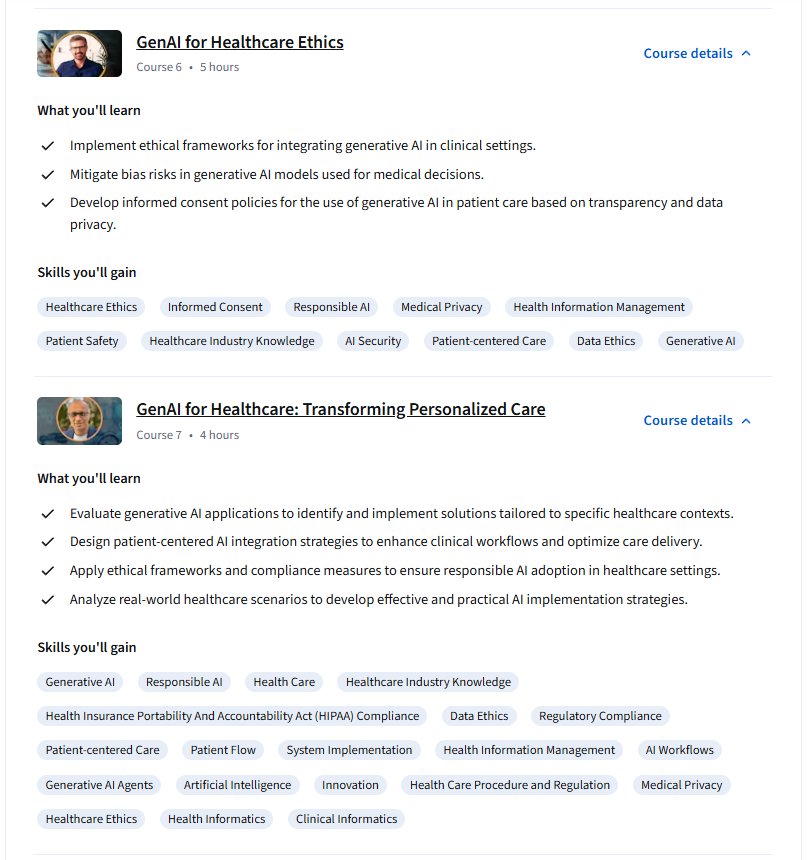 GenAI for Healthcare Ethics
Course 6 • 5 hours
Course details
What you'll learn
Implement ethical frameworks for integrating generative AI in clinical settings.
Mitigate bias risks in generative AI models used for medical decisions.
Develop informed consent policies for the use of generative AI in patient care based on transparency and data
privacy.
Skills you'll gain
Healthcare Ethics Informed Consent Responsible AI Medical Privacy Health Information Management
Patient Safety Healthcare Industry Knowledge AI Security Patient-centered Care Data Ethics Generative AI
GenAI for Healthcare: Transforming Personalized Care
Course 7 • 4 hours
Course details
What you'll learn
Evaluate generative AI applications to identify and implement solutions tailored to specific healthcare contexts.
Design patient-centered AI integration strategies to enhance clinical workflows and optimize care delivery.
Apply ethical frameworks and compliance measures to ensure responsible AI adoption in healthcare settings.
Analyze real-world healthcare scenarios to develop effective and practical AI implementation strategies.
Skills you'll gain
Generative AI Responsible AI Health Care Healthcare Industry Knowledge
Health Insurance Portability And Accountability Act (HIPAA) Compliance Data Ethics Regulatory Compliance
Patient-centered Care Patient Flow System Implementation Health Information Management AI Workflows
Generative AI Agents Artificial Intelligence Innovation Health Care Procedure and Regulation Medical Privacy
Healthcare Ethics Health Informatics Clinical Informatics